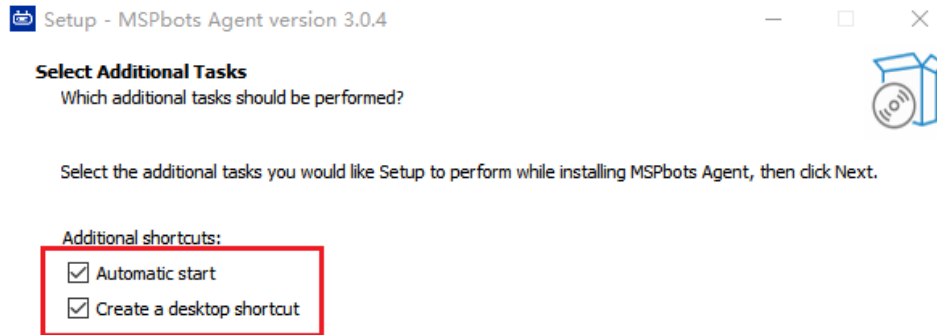 Setup - MSPbots Agent version 3.0.4
Select Additional Tasks
Which additional tasks should be performed?
Select the additional tasks you would like Setup to perform while installing MSPbots Agent, then click Next.
Additional shortcuts:
Automatic start
Create a desktop shortcut